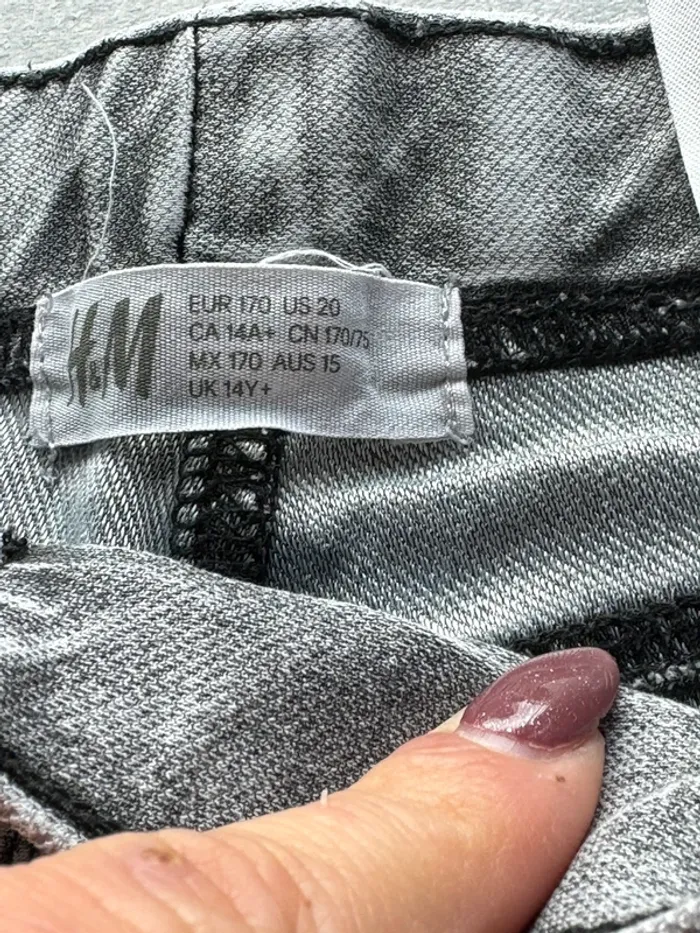 H&M
EUR 170 US 20
CA 14A+ CN 170/75
MX 170 AUS 15
UK 14Y+